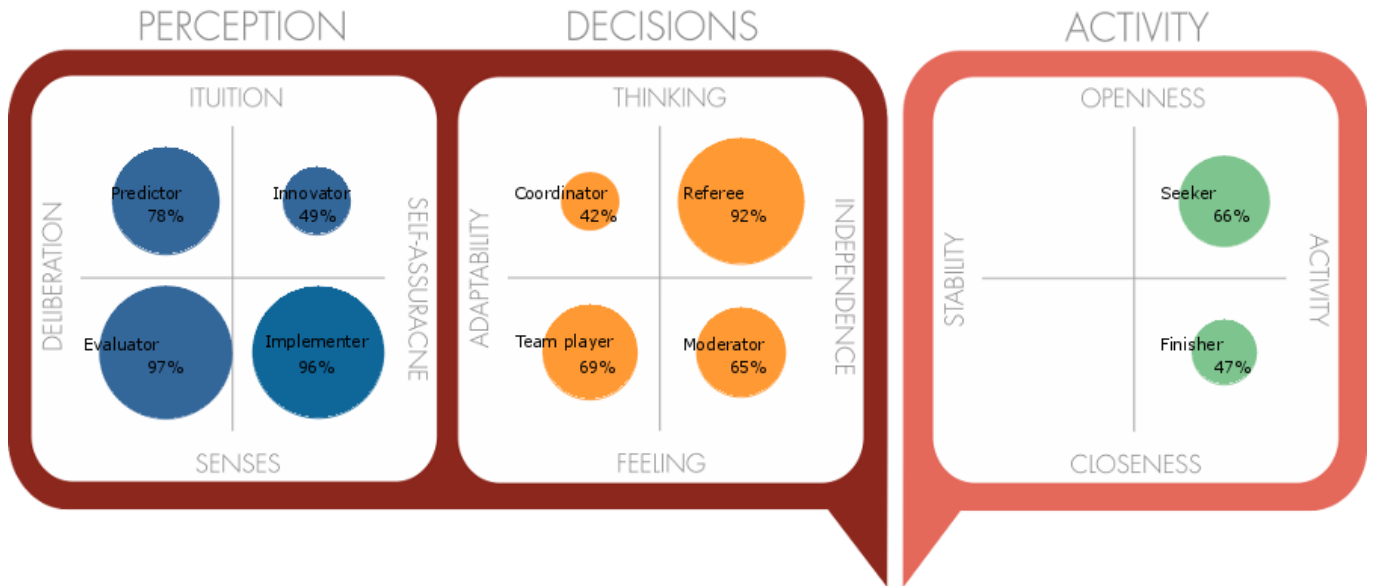 PERCEPTION
DECISIONS
ACTIVITY
ITUITION
DELIBERATION
SELF-ASSURACNE
Predictor
78%
Innovator
49%
Evaluator
97%
Implementer
96%
SENSES
THINKING
ADAPTABILITY
INDEPENDENCE
Coordinator
42%
Referee
92%
Team player
69%
Moderator
65%
FEELING
OPENNESS
STABILITY
ACTIVITY
Seeker
66%
Finisher
47%
CLOSENESS